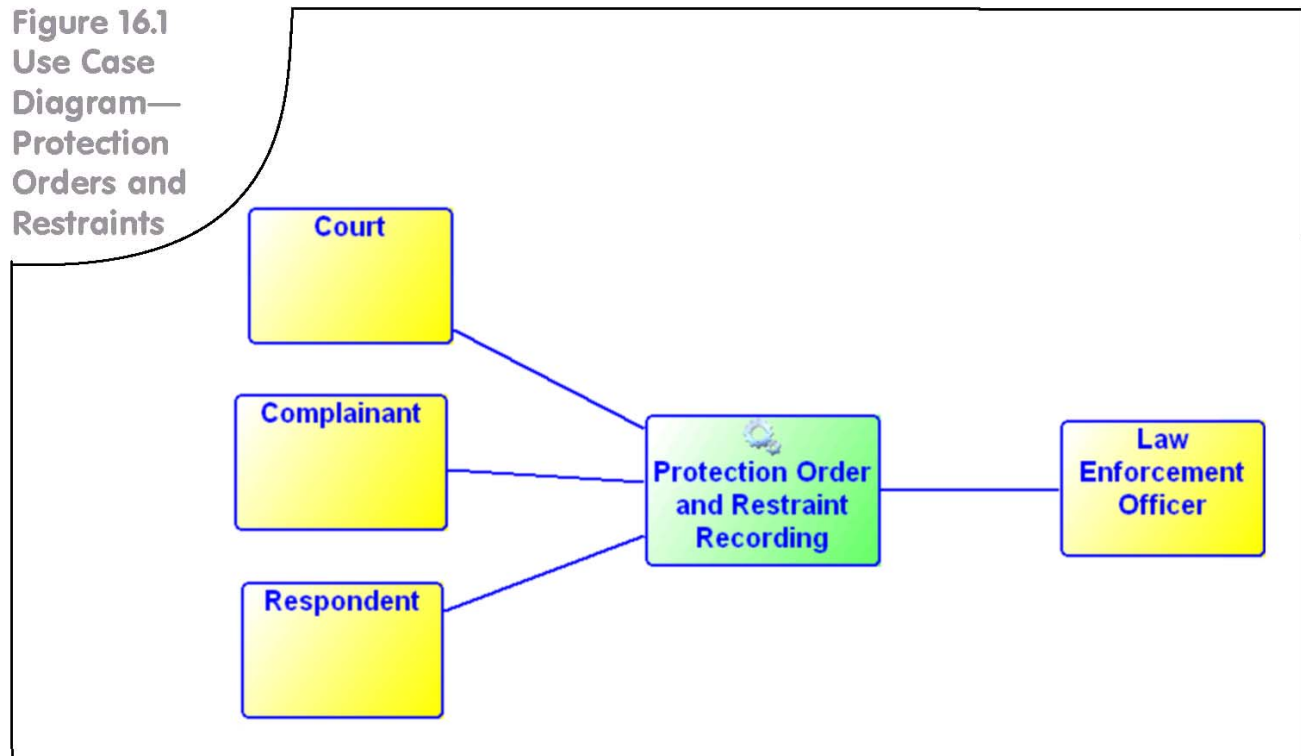 Figure 16.1
Use Case
Diagram—
Protection
Orders and
Restraints
Court
Complainant
Respondent
Protection Order
and Restraint
Recording
Law
Enforcement
Officer